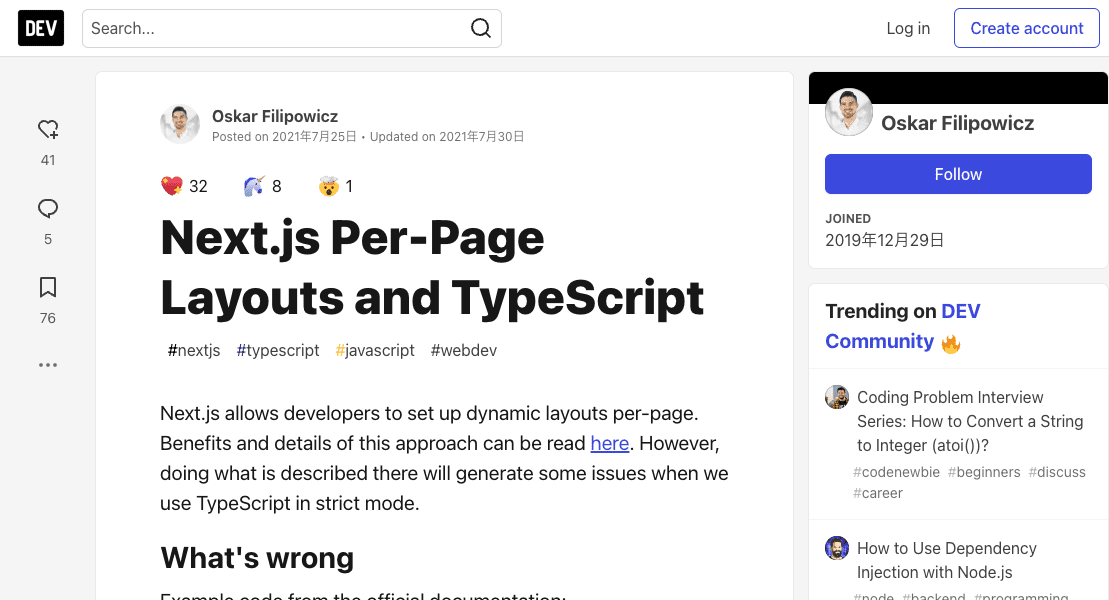 DEV
Search...
Log in
Create account
41
5
76
Oskar Filipowicz
Posted on 2021年7月25日 • Updated on 2021年7月30日
32 8 1
Next.js Per-Page
Layouts and TypeScript
#nextjs #typescript #javascript #webdev
Next.js allows developers to set up dynamic layouts per-page.
Benefits and details of this approach can be read here. However,
doing what is described there will generate some issues when we
use TypeScript in strict mode.
What's wrong
Example code from the official documentation:
Oskar Filipowicz
Follow
JOINED
2019年12月29日
Trending on DEV
Community
Coding Problem Interview
Series: How to Convert a String
to Integer (atoi())?
#codenewbie #beginners #discuss
#career
How to Use Dependency
Injection with Node.js
#node #backend #programming